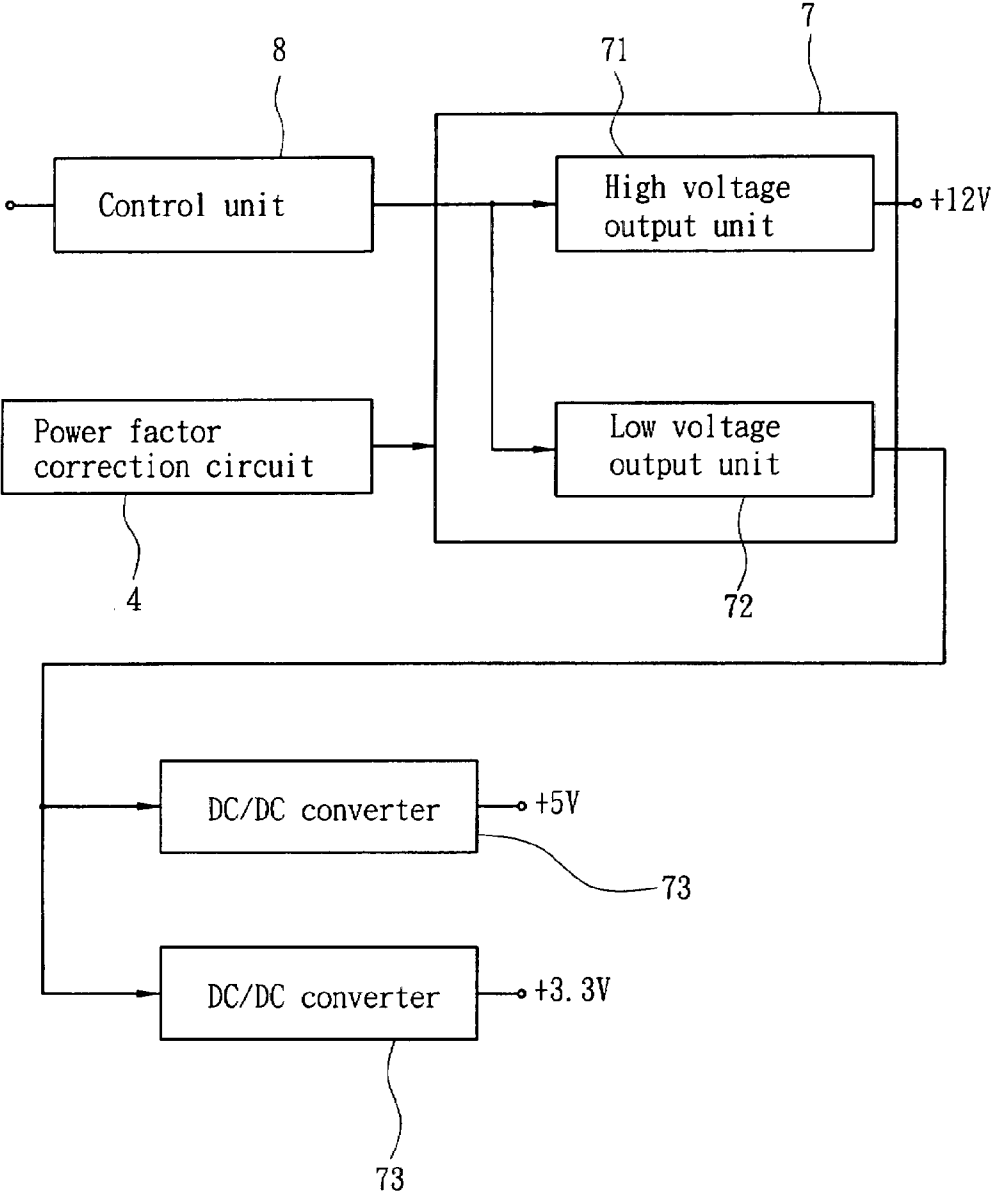 7
8
71
Control unit
High voltage
output unit
+12V
Power factor
correction circuit
Low voltage
output unit
4
72
DC/DC converter
+5V
73
DC/DC converter
+3.3V
73